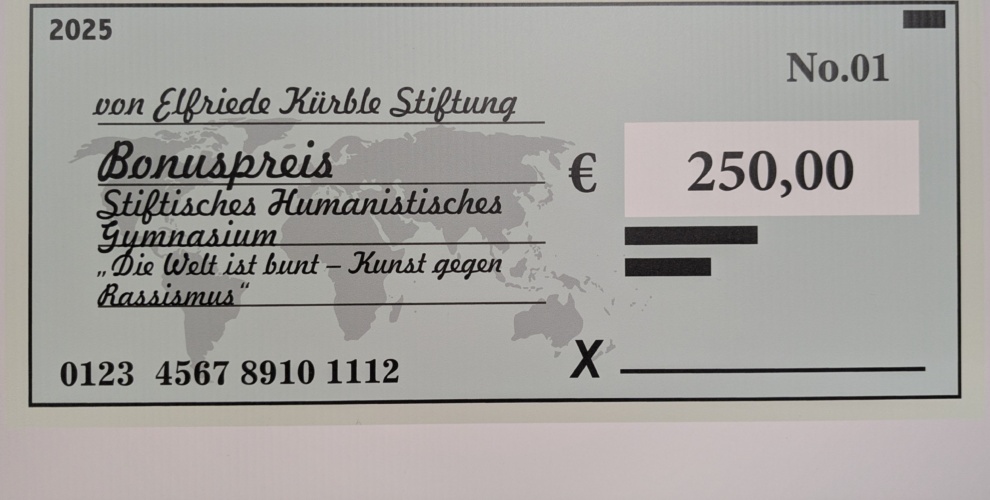 2025
No.01
von Elfriede Kürble Stiftung
Bonuspreis
€ 250,00
Stiftisches Humanistisches
Gymnasium
„Die Welt ist bunt – Kunst gegen
Rassismus“
0123 4567 8910 1112
X